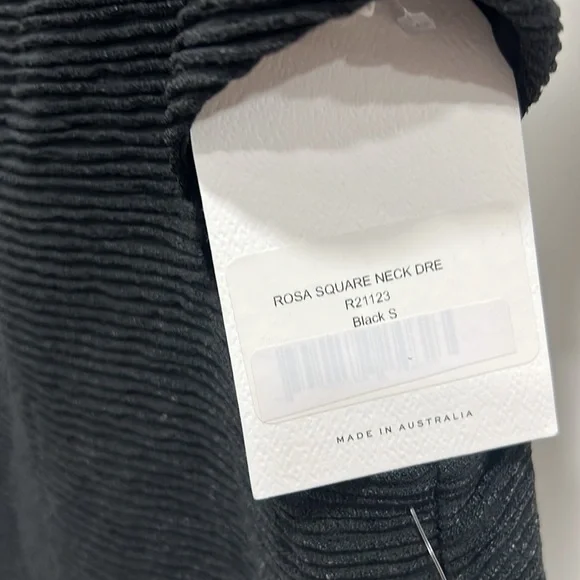 ROSA SQUARE NECK DRE
R21123
Black S
MADE IN AUSTRALIA